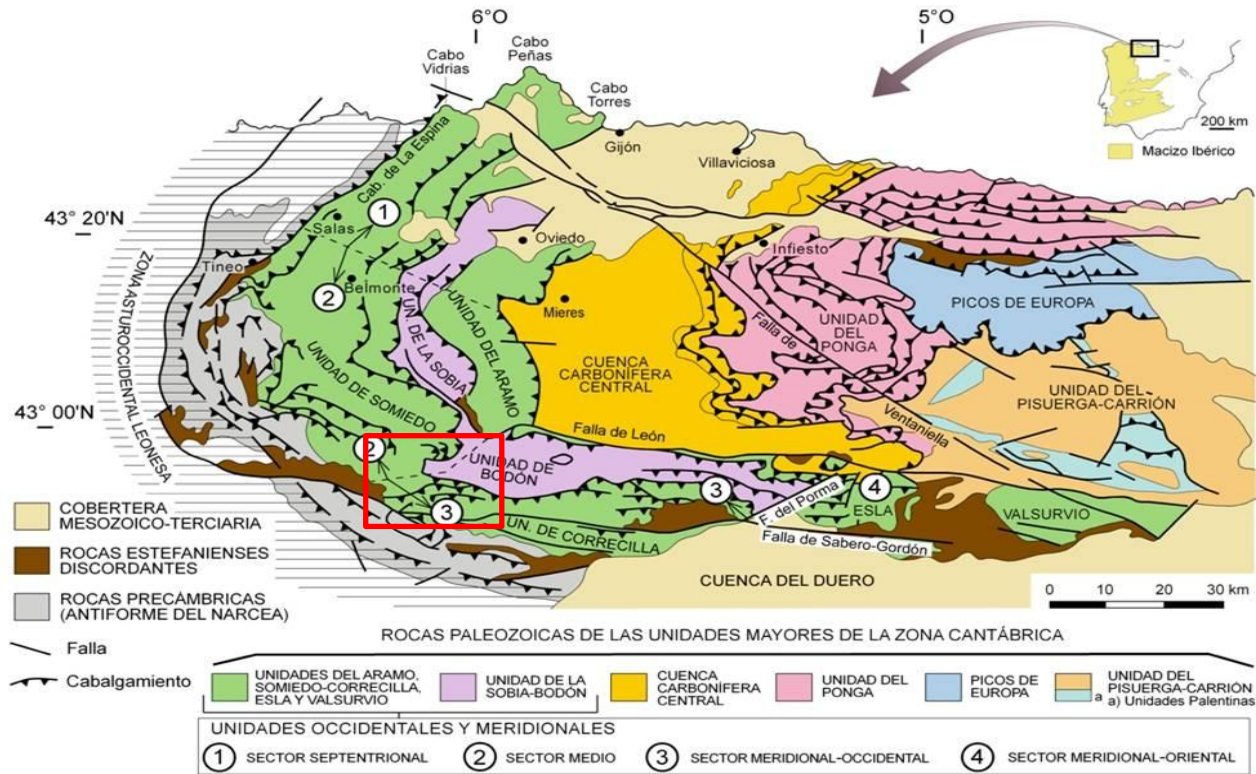 6°O
5°O
Cabo
Peñas
Cabo
Vidrias
Cabo
Torres
Gijón
Villaviciosa
200 km
Macizo Ibérico
43° 20'N
Cab. de La Espina
1
Salas
Oviedo
Infiesto
Tineo
Belmonte
2
ZONA ASTUROCCIDENTAL LEONESA
UN. DE LA SOBIA
UNIDAD DEL ARAMO
Mieres
PICOS DE EUROPA
Falla de
UNIDAD
DEL
PONGA
UNIDAD DE SOMIEDO
CUENCA
CARBONÍFERA
CENTRAL
UNIDAD DEL
PISUERGA-CARRIÓN
43° 00'N
Ventaniella
Falla de León
2
UNIDAD DE
BODÓN
3
3
4
ESLA
F. del Porma
VALSURVIO
UN. DE CORRECILLA
Falla de Sabero-Gordón
CUENCA DEL DUERO
0 10 20 30 km
COBERTERA
MESOZOICO-TERCIARIA
ROCAS ESTEFANIENSES
DISCORDANTES
ROCAS PRECÁMBRICAS
(ANTIFORME DEL NARCEA)
Falla
Cabalgamiento
ROCAS PALEOZOICAS DE LAS UNIDADES MAYORES DE LA ZONA CANTÁBRICA
UNIDADES DEL ARAMO,
SOMIEDO-CORRECILLA,
ESLA Y VALSURVIO
UNIDAD DE LA
SOBIA-BODÓN
CUENCA
CARBONÍFERA
CENTRAL
UNIDAD DEL
PONGA
PICOS DE
EUROPA
UNIDAD DEL
PISUERGA-CARRIÓN
a a) Unidades Palentinas
UNIDADES OCCIDENTALES Y MERIDIONALES
1 SECTOR SEPTENTRIONAL
2 SECTOR MEDIO
3 SECTOR MERIDIONAL-OCCIDENTAL
4 SECTOR MERIDIONAL-ORIENTAL